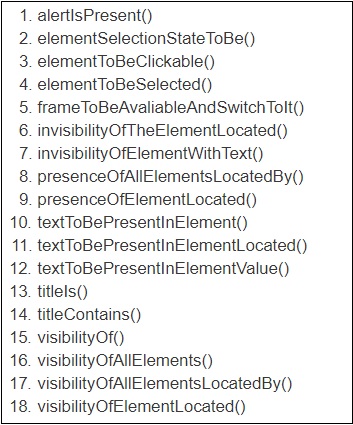 1. alertIsPresent()
2. elementSelectionStateToBe()
3. elementToBeClickable()
4. elementToBeSelected()
5. frameToBeAvaliableAndSwitchToIt()
6. invisibilityOfTheElementLocated()
7. invisibilityOfElementWithText()
8. presenceOfAllElementsLocatedBy()
9. presenceOfElementLocated()
10. textToBePresentInElement()
11. textToBePresentInElementLocated()
12. textToBePresentInElementValue()
13. titleIs()
14. titleContains()
15. visibilityOf()
16. visibilityOfAllElements()
17. visibilityOfAllElementsLocatedBy()
18. visibilityOfElementLocated()